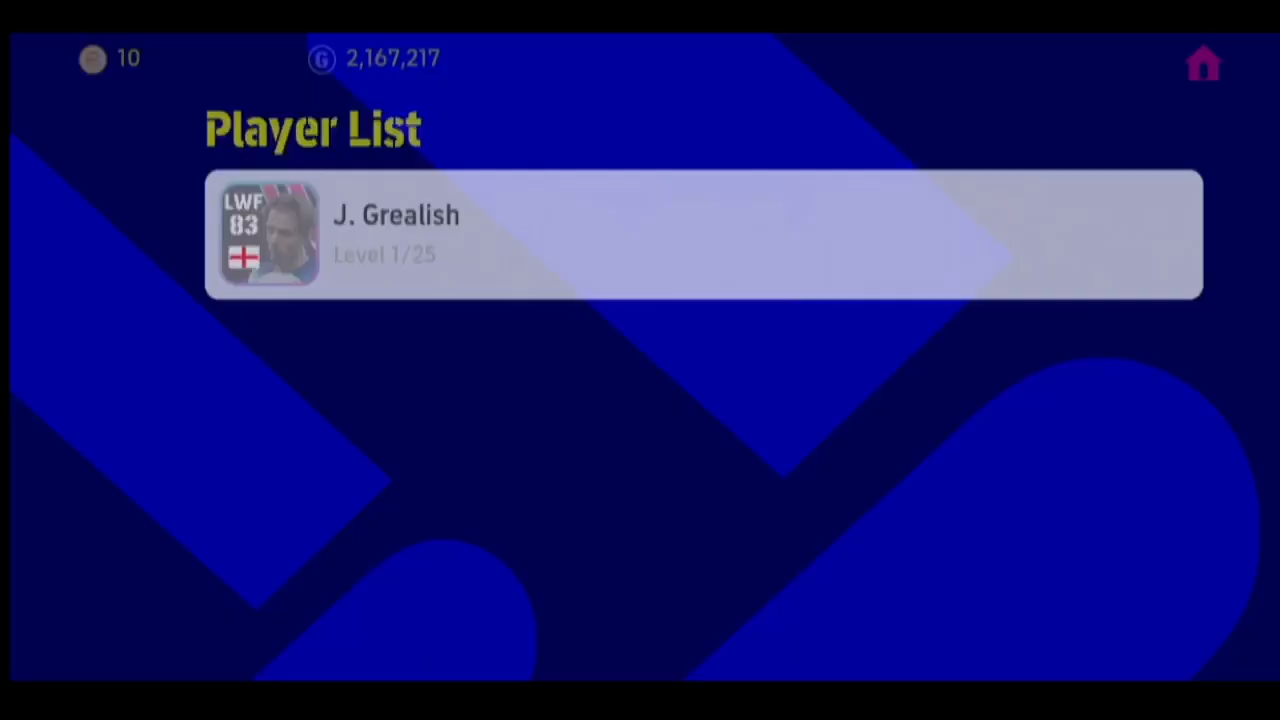 10
G 2,167,217
Player List
LWF
83
J. Grealish
Level 1/25